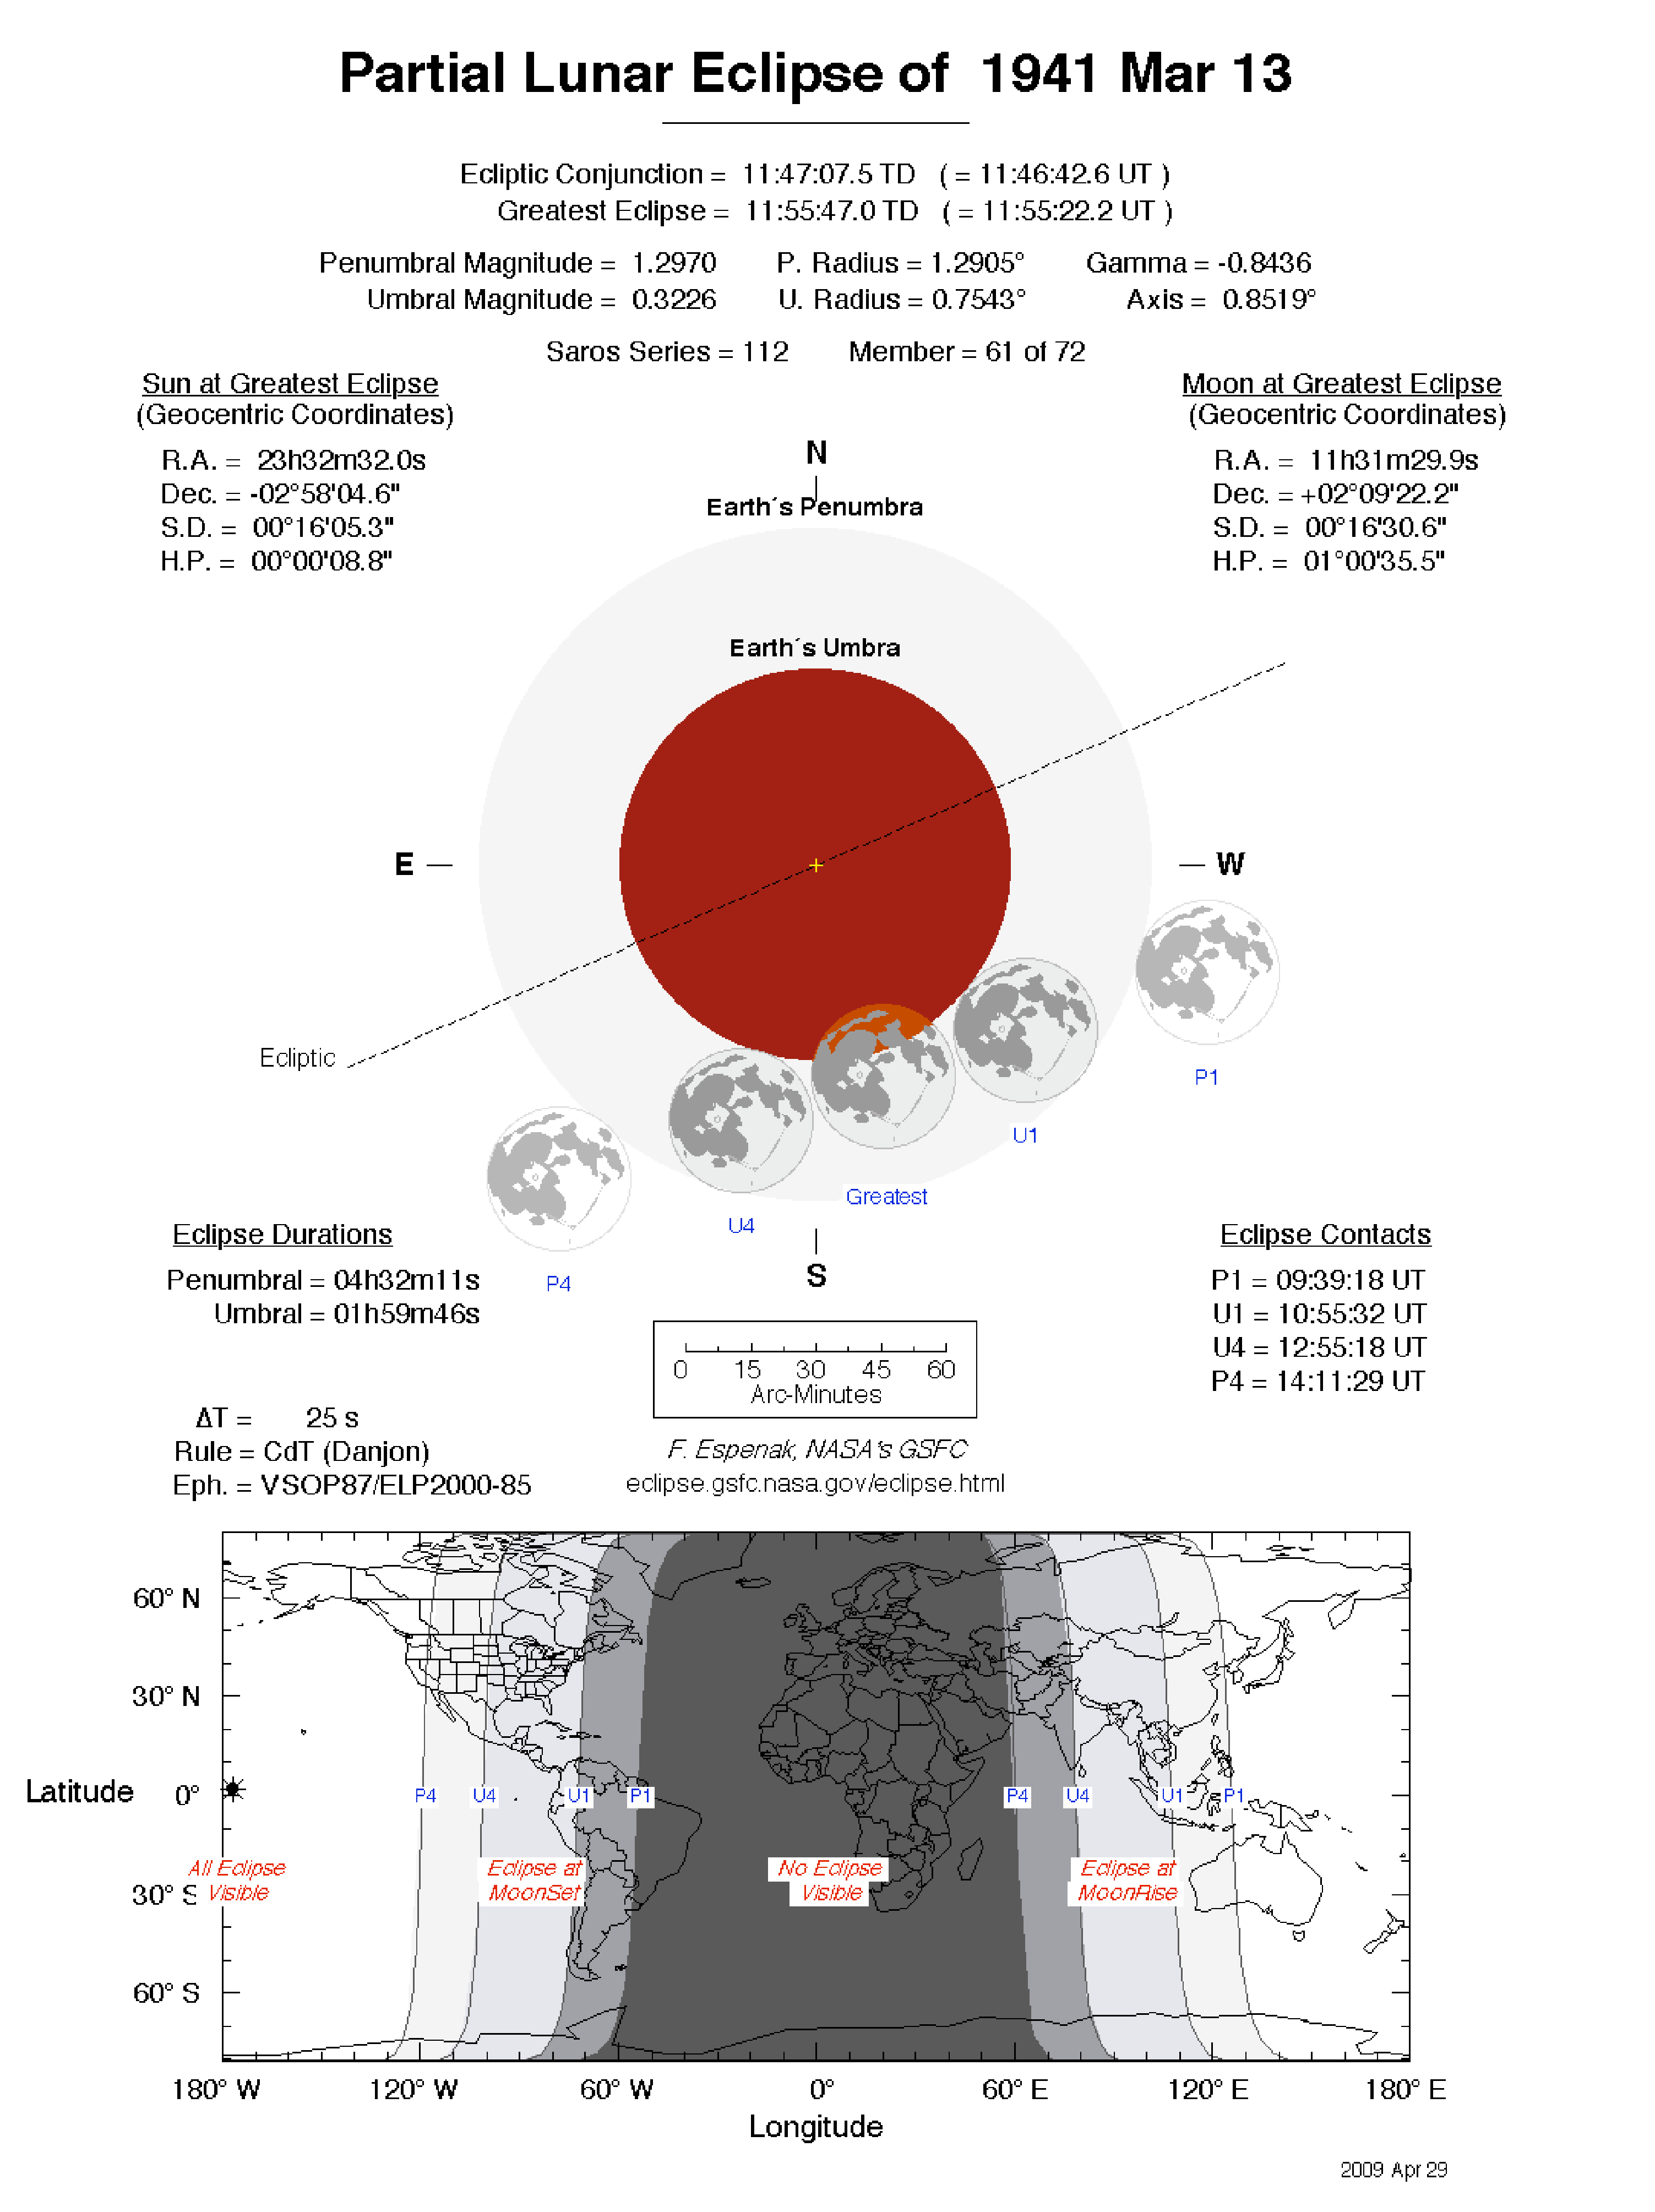 Partial Lunar Eclipse of 1941 Mar 13
Ecliptic Conjunction = 11:47:07.5 TD ( = 11:46:42.6 UT )
Greatest Eclipse = 11:55:47.0 TD ( = 11:55:22.2 UT )
Penumbral Magnitude = 1.2970 P. Radius = 1.2905° Gamma = -0.8436
Umbral Magnitude = 0.3226 U. Radius = 0.7543° Axis = 0.8519°
Saros Series = 112 Member = 61 of 72
Sun at Greatest Eclipse
(Geocentric Coordinates)
R.A. = 23h32m32.0s
Dec. = -02°58'04.6"
S.D. = 00°16'05.3"
H.P. = 00°00'08.8"
Moon at Greatest Eclipse
(Geocentric Coordinates)
R.A. = 11h31m29.9s
Dec. = +02°09'22.2"
S.D. = 00°16'30.6"
H.P. = 01°00'35.5"
N
Earth´s Penumbra
Earth´s Umbra
E
W
Ecliptic
P1
U1
Greatest
U4
P4
S
Eclipse Durations
Penumbral = 04h32m11s
Umbral = 01h59m46s
Eclipse Contacts
P1 = 09:39:18 UT
U1 = 10:55:32 UT
U4 = 12:55:18 UT
P4 = 14:11:29 UT
0 15 30 45 60
Arc-Minutes
ΔT = 25 s
Rule = CdT (Danjon)
Eph. = VSOP87/ELP2000-85
F. Espenak, NASA's GSFC
eclipse.gsfc.nasa.gov/eclipse.html
60° N
30° N
Latitude 0°
30° S
60° S
P4 U4 U1 P1 P4 U4 U1 P1
All Eclipse
Visible
Eclipse at
MoonSet
No Eclipse
Visible
Eclipse at
MoonRise
180° W 120° W 60° W 0° 60° E 120° E 180° E
Longitude
2009 Apr 29